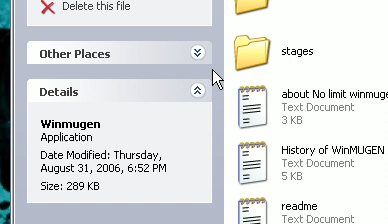 Delete this file
Other Places
Details
Winmugen
Application
Date Modified: Thursday,
August 31, 2006, 6:52 PM
Size: 289 KB
stages
about No limit winmuge
Text Document
3 KB
History of WinMUGEN
Text Document
5 KB
readme
Text Document